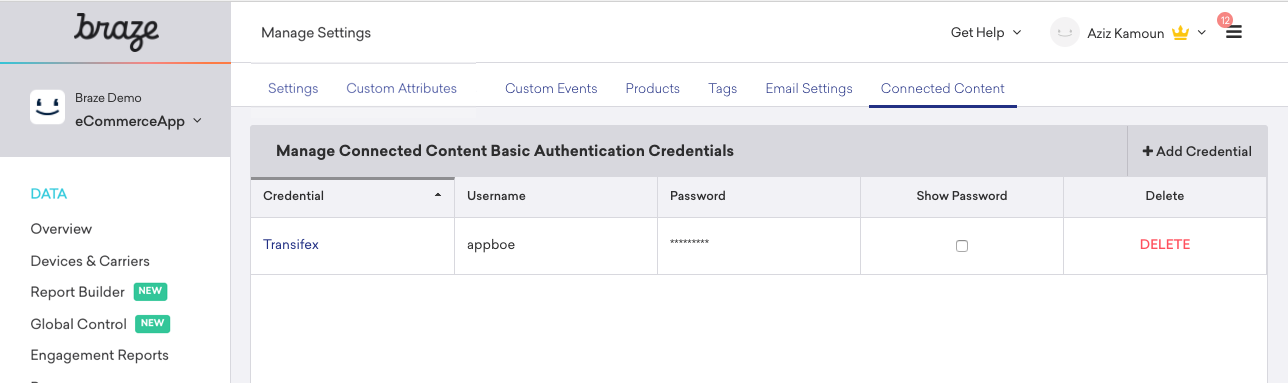 braze
Manage Settings
Get Help
Aziz Kamoun
12
Braze Demo
eCommerceApp
Settings Custom Attributes Custom Events Products Tags Email Settings Connected Content
Manage Connected Content Basic Authentication Credentials
+ Add Credential
Credential Username Password Show Password Delete
Transifex appboe ********* DELETE
DATA
Overview
Devices & Carriers
Report Builder NEW
Global Control NEW
Engagement Reports